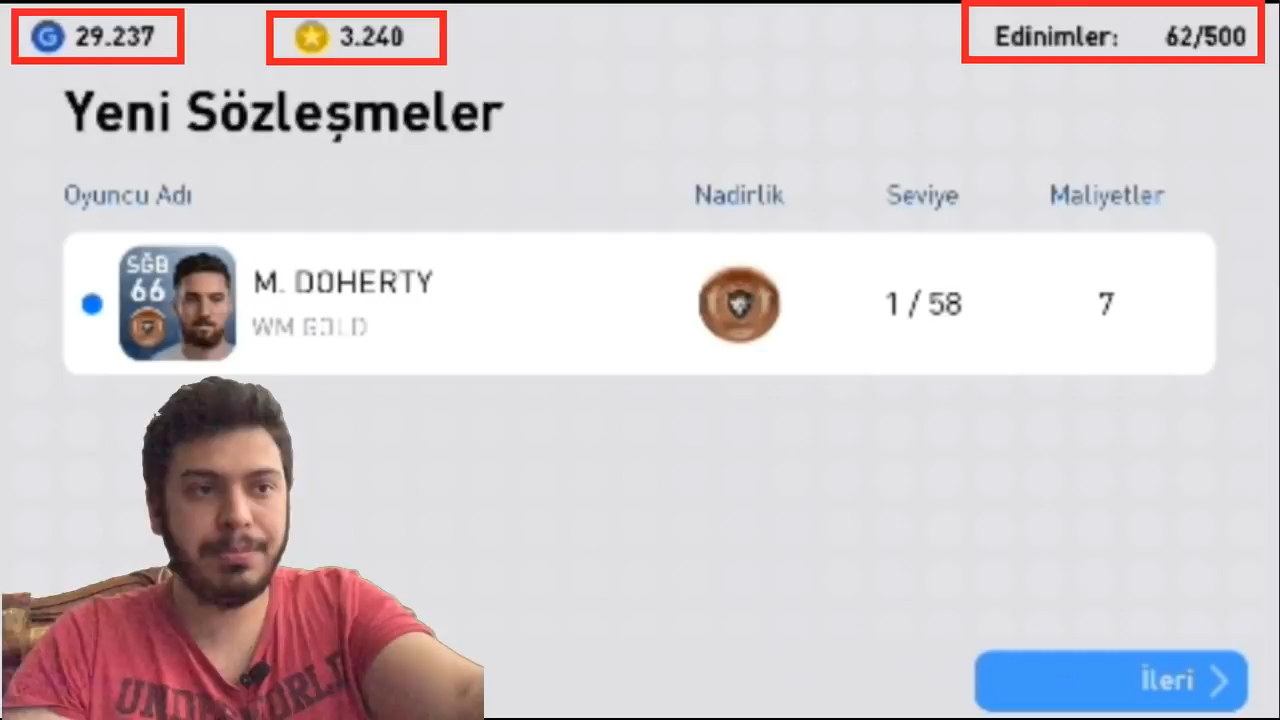 29.237
3.240
Edinimler: 62/500
Yeni Sözleşmeler
Oyuncu Adı Nadirlik Seviye Maliyetler
SĞB
66
M. DOHERTY 1 / 58 7
WM GOLD
İleri